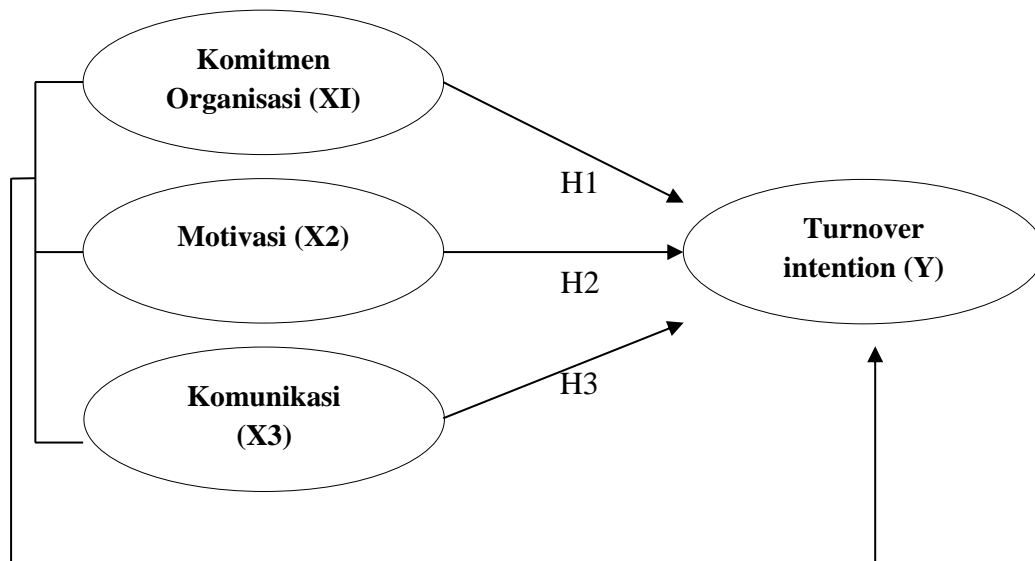 Komitmen
Organisasi (XI)
H1
Motivasi (X2)
Turnover
intention (Y)
H2
Komunikasi
(X3)
H3